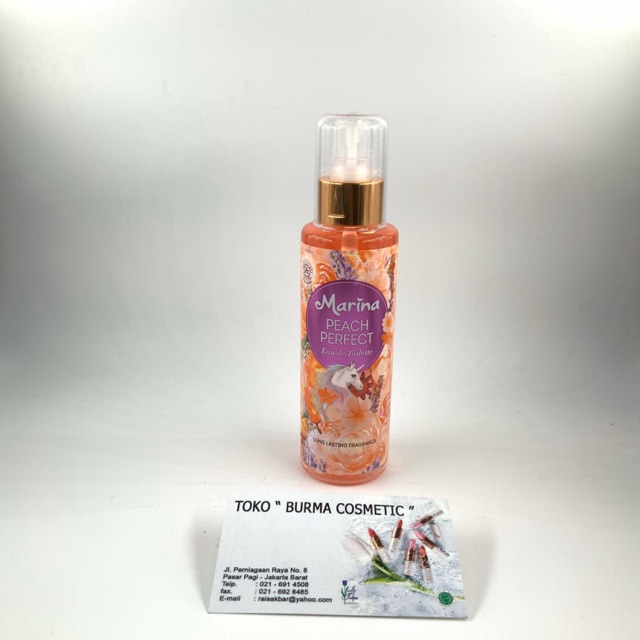 Marina
PEACH
PERFECT
Eau de Toilette
LONG LASTING FRAGRANCE
TOKO " BURMA COSMETIC "
Jl. Perniagaan Raya No. 8
Pasar Pagi - Jakarta Barat
Telp. : 021 - 691 4508
fax. : 021 - 692 6485
E-mail : raisakbar@yahoo.com